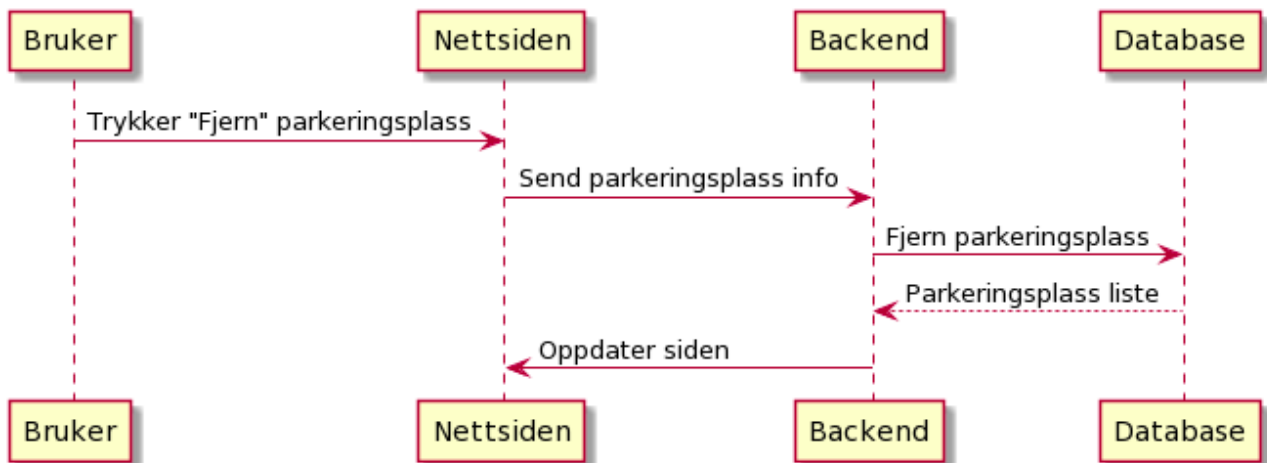 Bruker Nettsiden Backend Database
Trykker "Fjern" parkeringsplass
Send parkeringsplass info
Fjern parkeringsplass
Parkeringsplass liste
Oppdater siden
Bruker Nettsiden Backend Database